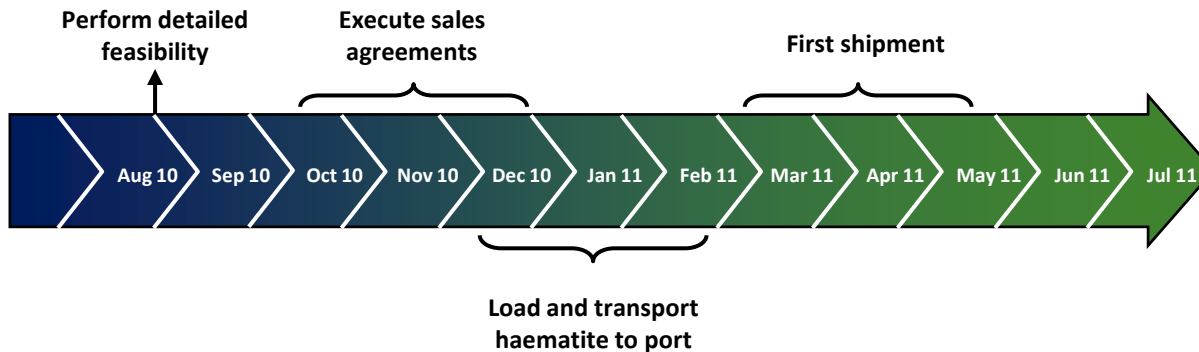 Perform detailed
feasibility
Execute sales
agreements
First shipment
Aug 10
Sep 10
Oct 10
Nov 10
Dec 10
Jan 11
Feb 11
Mar 11
Apr 11
May 11
Jun 11
Jul 11
Load and transport
haematite to port